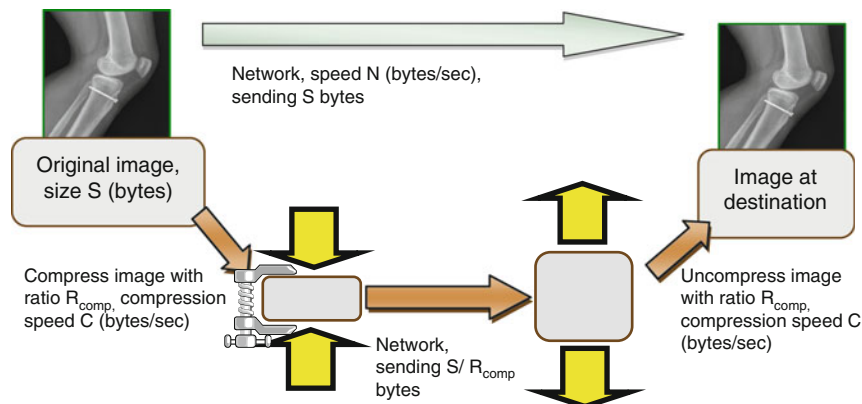 Network, speed N (bytes/sec),
sending S bytes
Original image,
size S (bytes)
Image at
destination
Compress image with
ratio Rcomp, compression
speed C (bytes/sec)
Network,
sending S/ Rcomp
bytes
Uncompress image
with ratio Rcomp,
compression speed C
(bytes/sec)